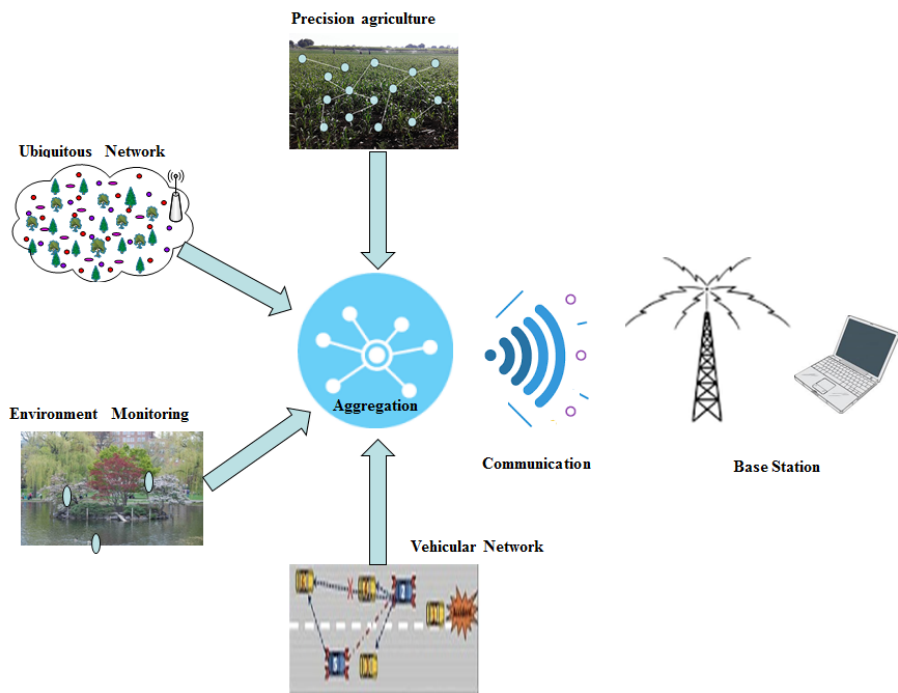 Precision agriculture
Ubiquitous Network
Environment Monitoring
Aggregation
Communication
Base Station
Vehicular Network